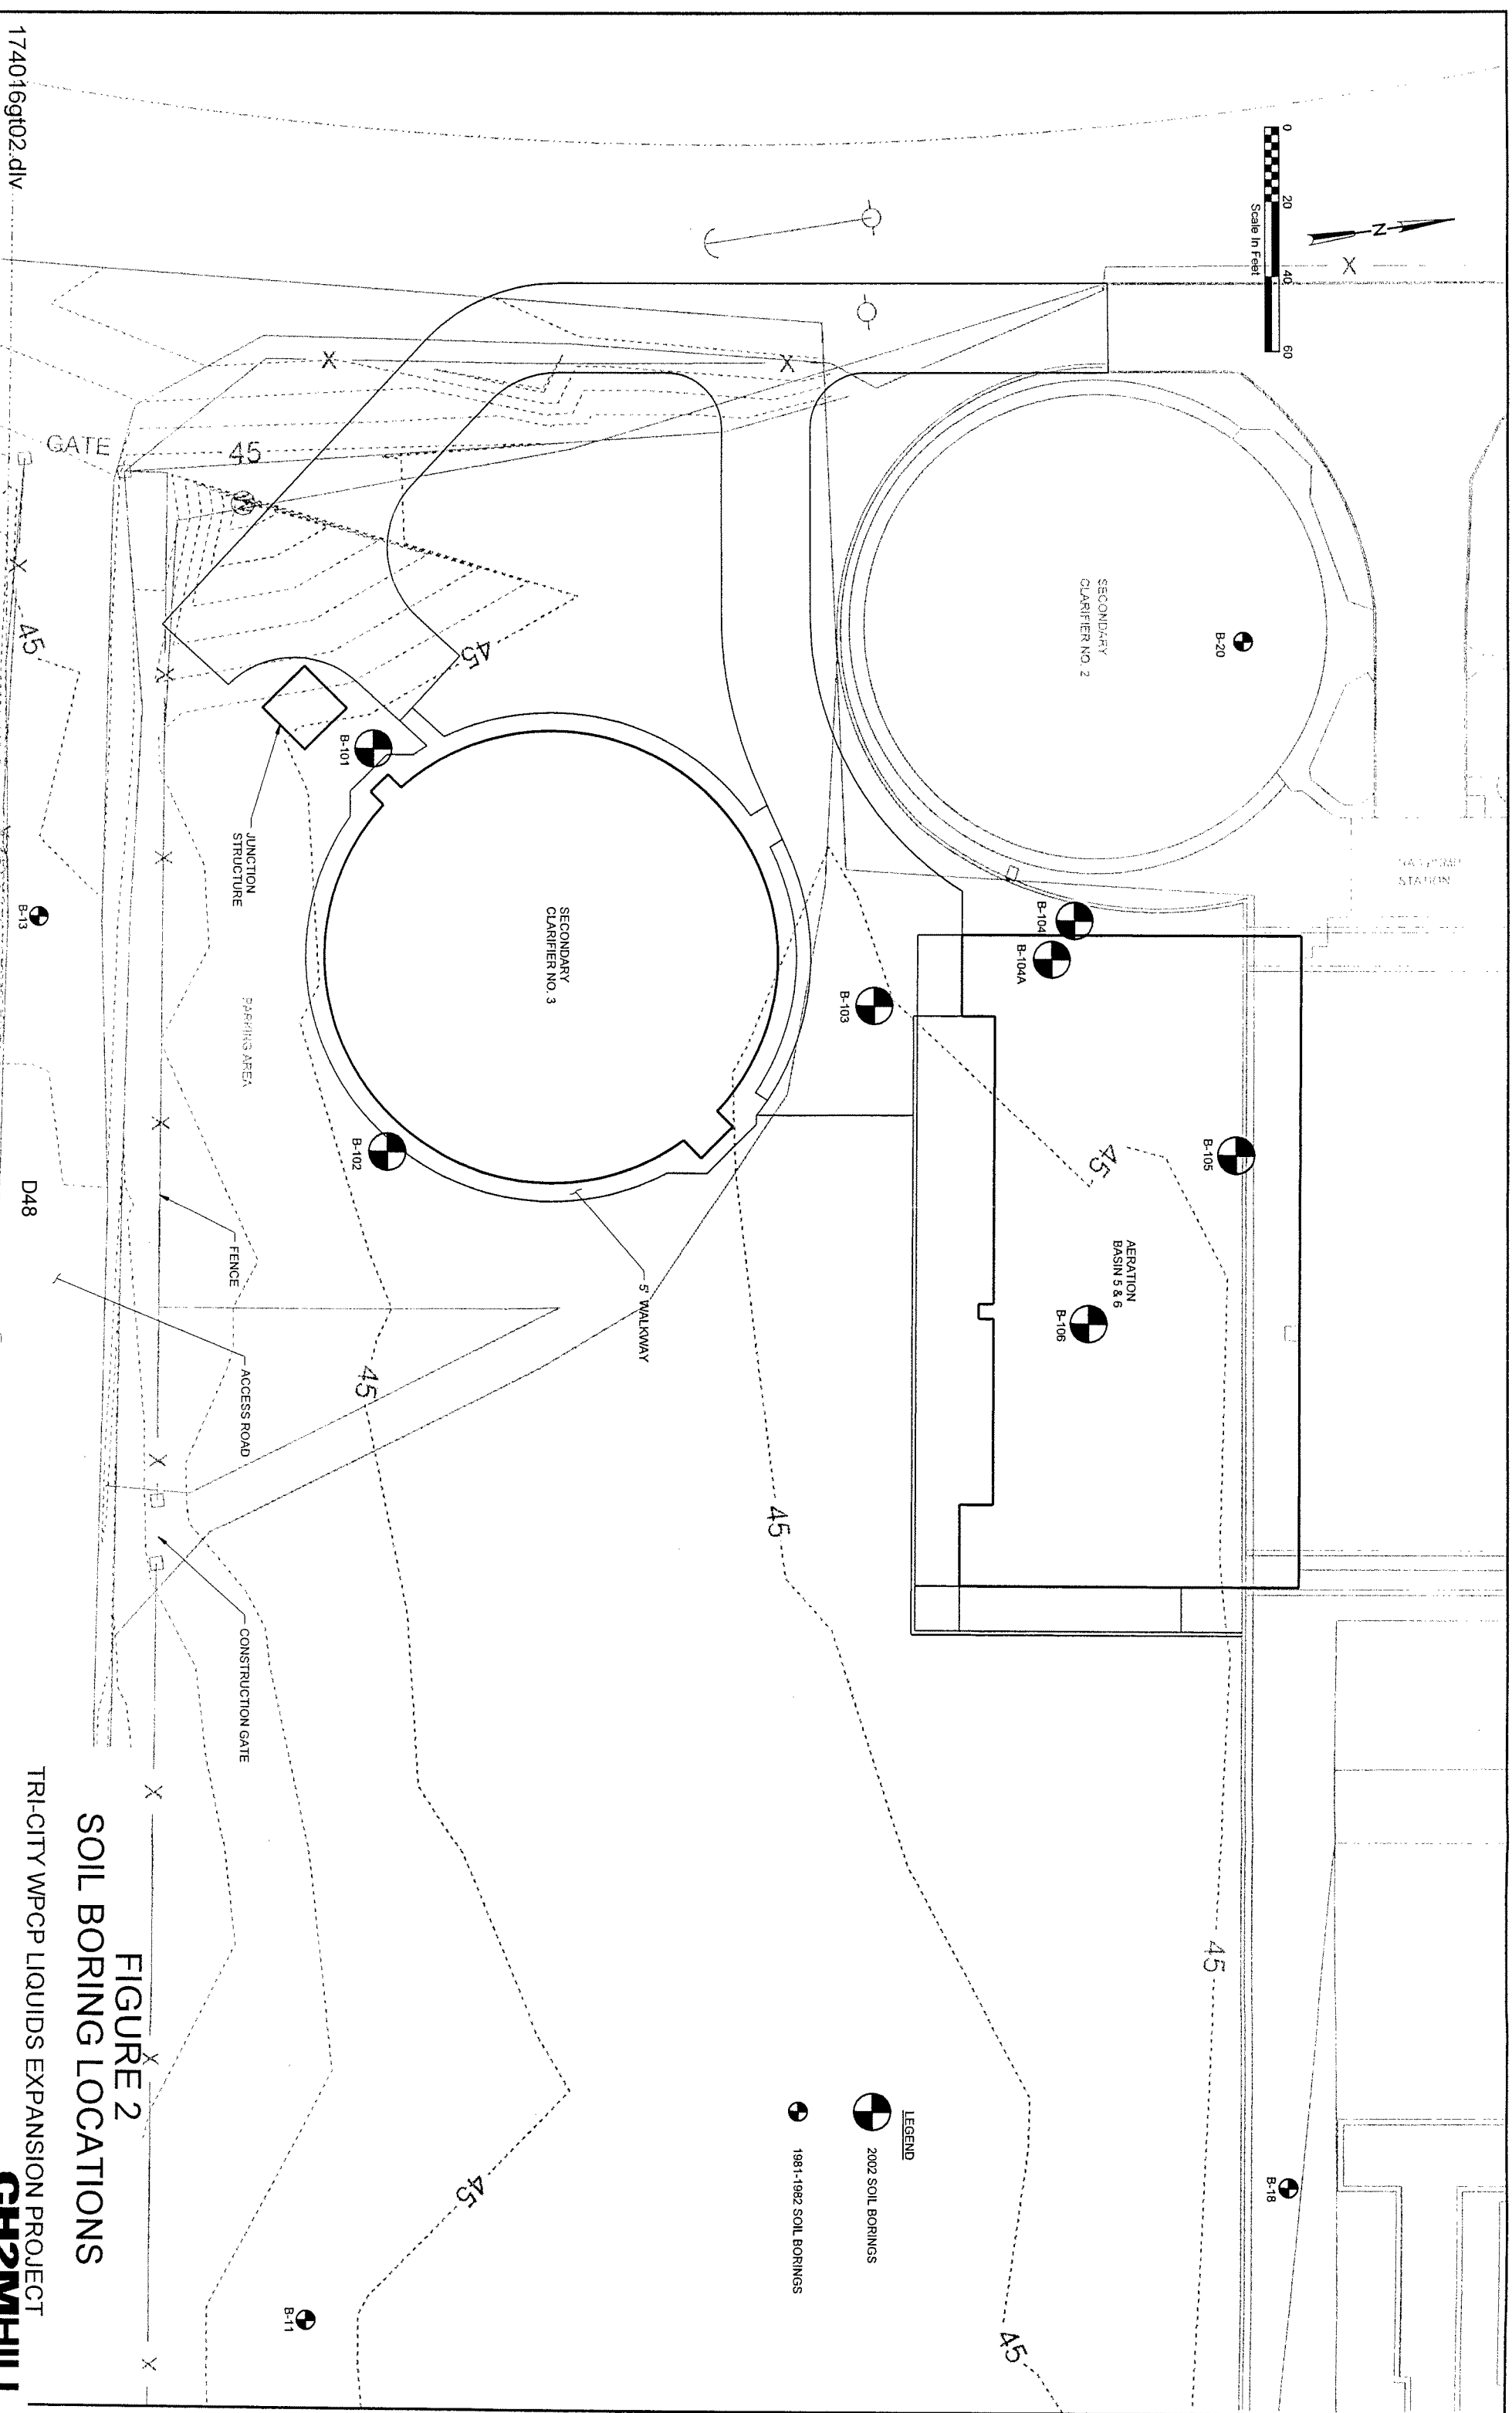 0 20 40 60
Scale In Feet
N
X
X
X
GATE
45
SECONDARY
CLARIFIER NO. 2
B-20
STATION
45
X
45
X
B-101
JUNCTION
STRUCTURE
X
B-104
B-104A
B-103
SECONDARY
CLARIFIER NO. 3
B-13
PARKING AREA
B-102
X
B-105
45
AERATION
BASIN 5 & 6
B-106
D48
FENCE
5' WALKWAY
ACCESS ROAD
45
X
45
CONSTRUCTION GATE
X
45
X
LEGEND
2002 SOIL BORINGS
1981-1982 SOIL BORINGS
B-18
45
B-11
45
X
FIGURE 2
SOIL BORING LOCATIONS
TRI-CITY WPCP LIQUIDS EXPANSION PROJECT
CH2MHILL
174016gt02.dlv